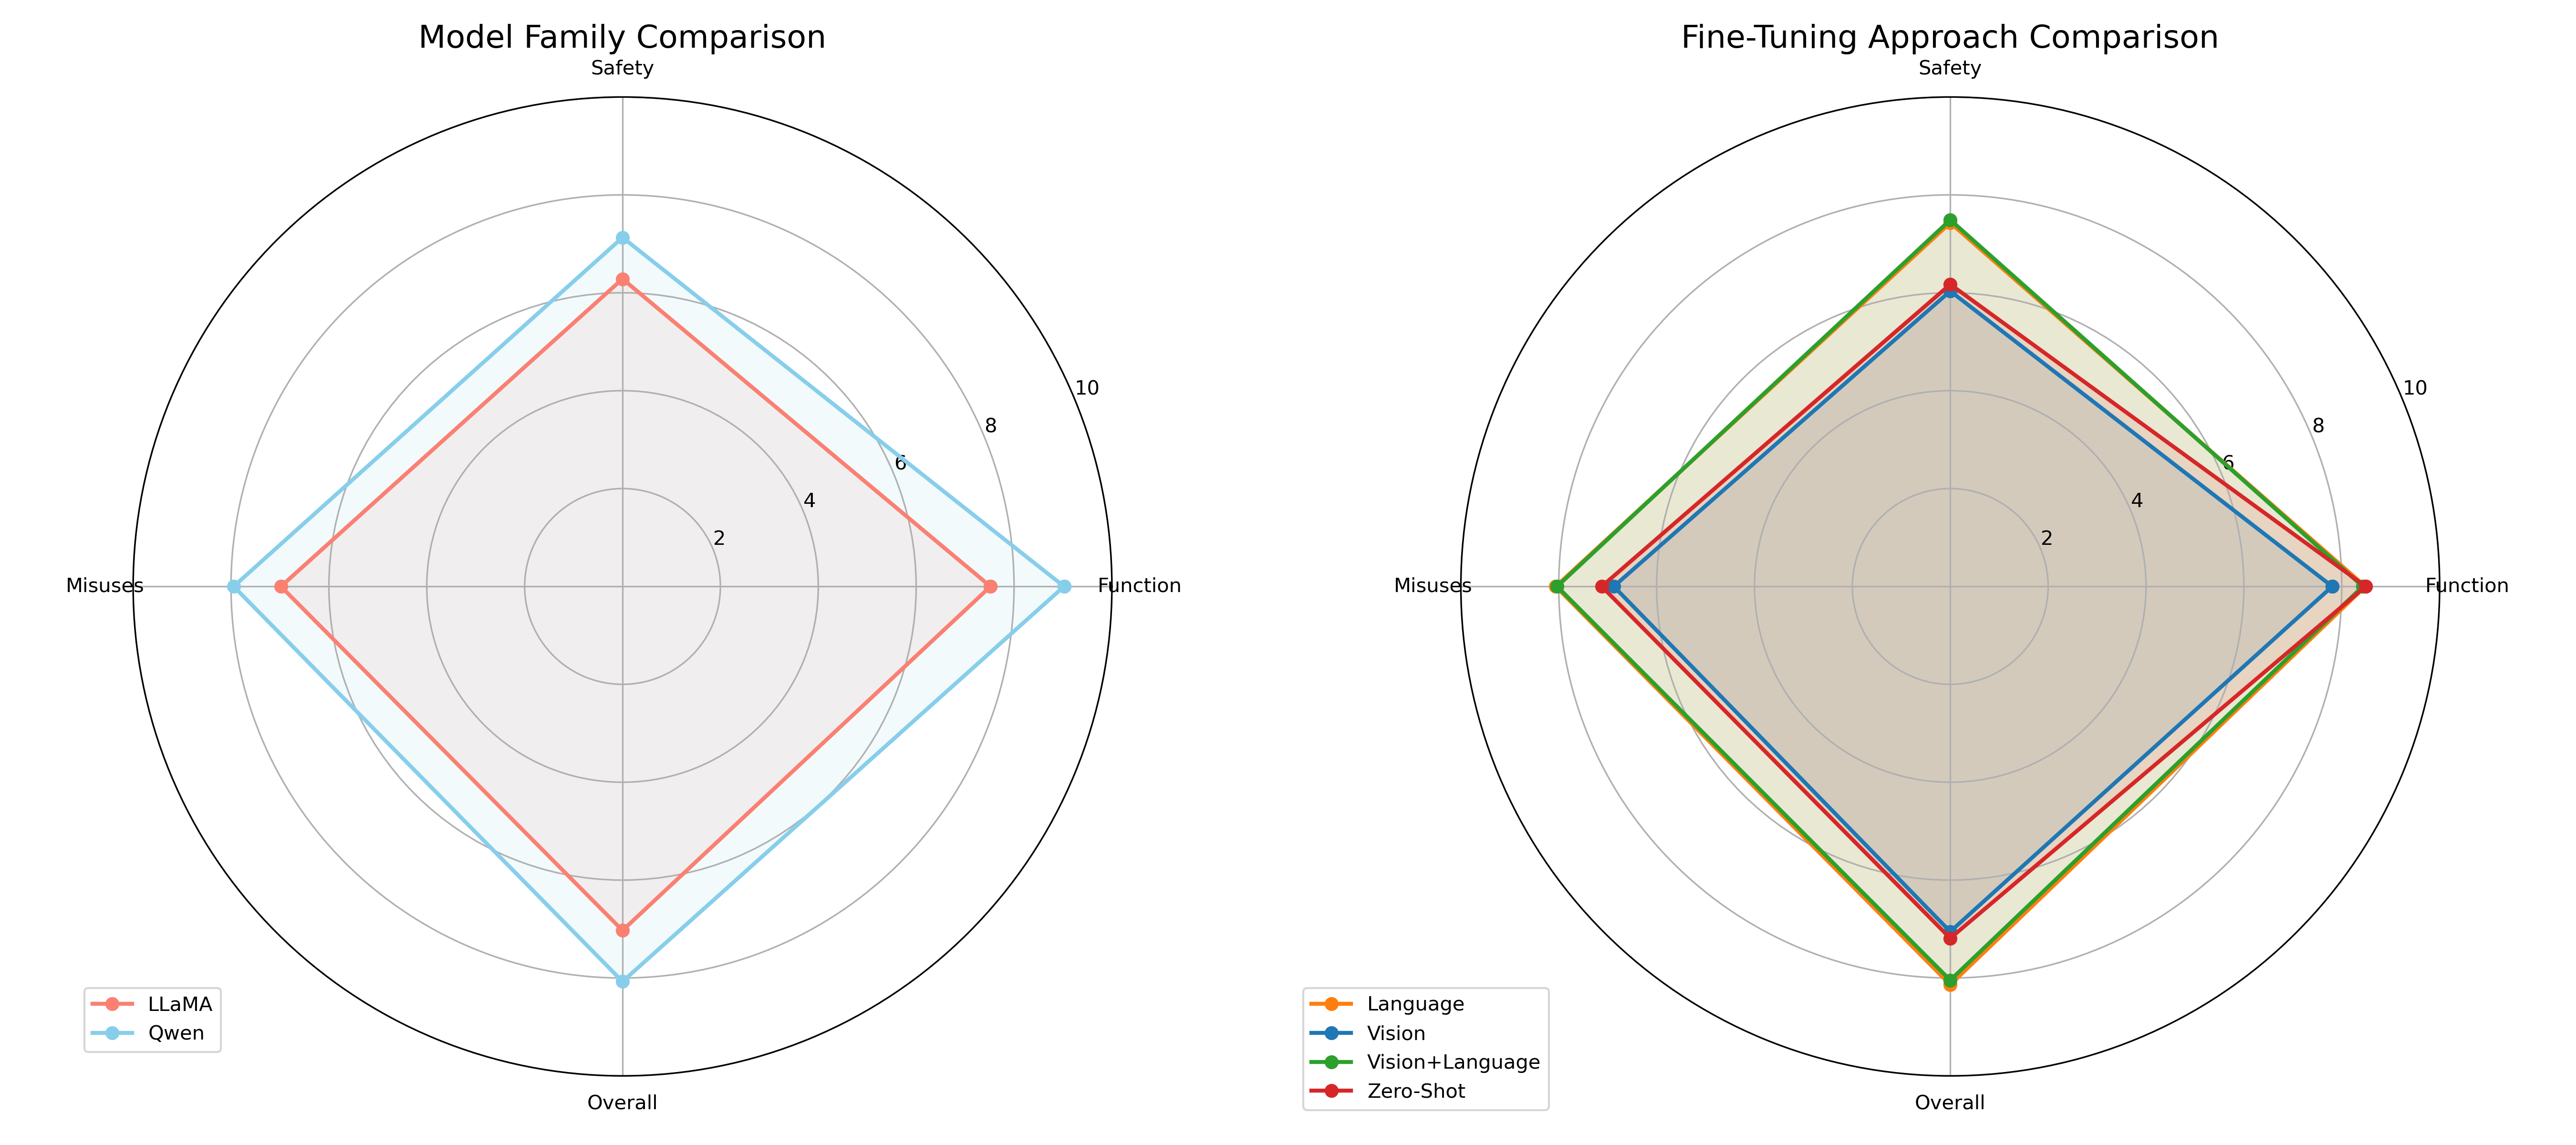 Model Family Comparison
Safety
10
8
6
4
2
Misuses
Function
LLaMA
Qwen
Overall
Fine-Tuning Approach Comparison
Safety
10
8
6
4
2
Misuses
Function
Language
Vision
Vision+Language
Zero-Shot
Overall